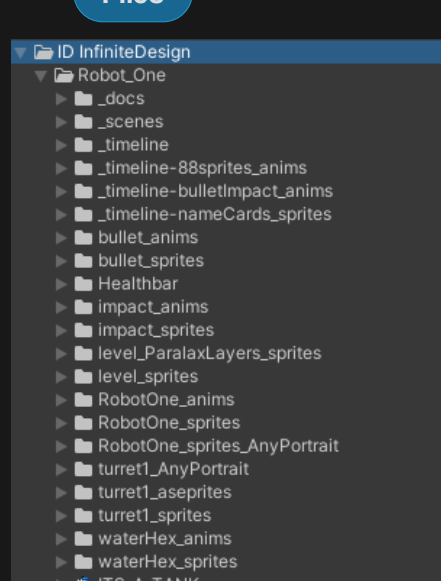 Files
ID InfiniteDesign
Robot_One
_docs
_scenes
_timeline
_timeline-88sprites_anims
_timeline-bulletImpact_anims
_timeline-nameCards_sprites
bullet_anims
bullet_sprites
Healthbar
impact_anims
impact_sprites
level_ParalaxLayers_sprites
level_sprites
RobotOne_anims
RobotOne_sprites
RobotOne_sprites_AnyPortrait
turret1_AnyPortrait
turret1_aseprites
turret1_sprites
waterHex_anims
waterHex_sprites